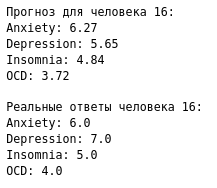 Прогноз для человека 16:
Anxiety: 6.27
Depression: 5.65
Insomnia: 4.84
OCD: 3.72

Реальные ответы человека 16:
Anxiety: 6.0
Depression: 7.0
Insomnia: 5.0
OCD: 4.0